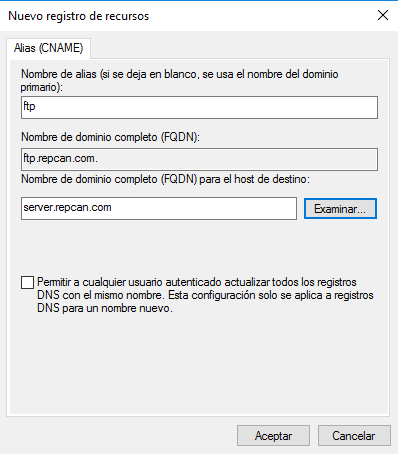 Nuevo registro de recursos
Alias (CNAME)
Nombre de alias (si se deja en blanco, se usa el nombre del dominio
primario):
ftp
Nombre de dominio completo (FQDN):
ftp.repcan.com.
Nombre de dominio completo (FQDN) para el host de destino:
server.repcan.com
Examinar...
Permitir a cualquier usuario autenticado actualizar todos los registros
DNS con el mismo nombre. Esta configuración solo se aplica a registros
DNS para un nombre nuevo.
Aceptar
Cancelar